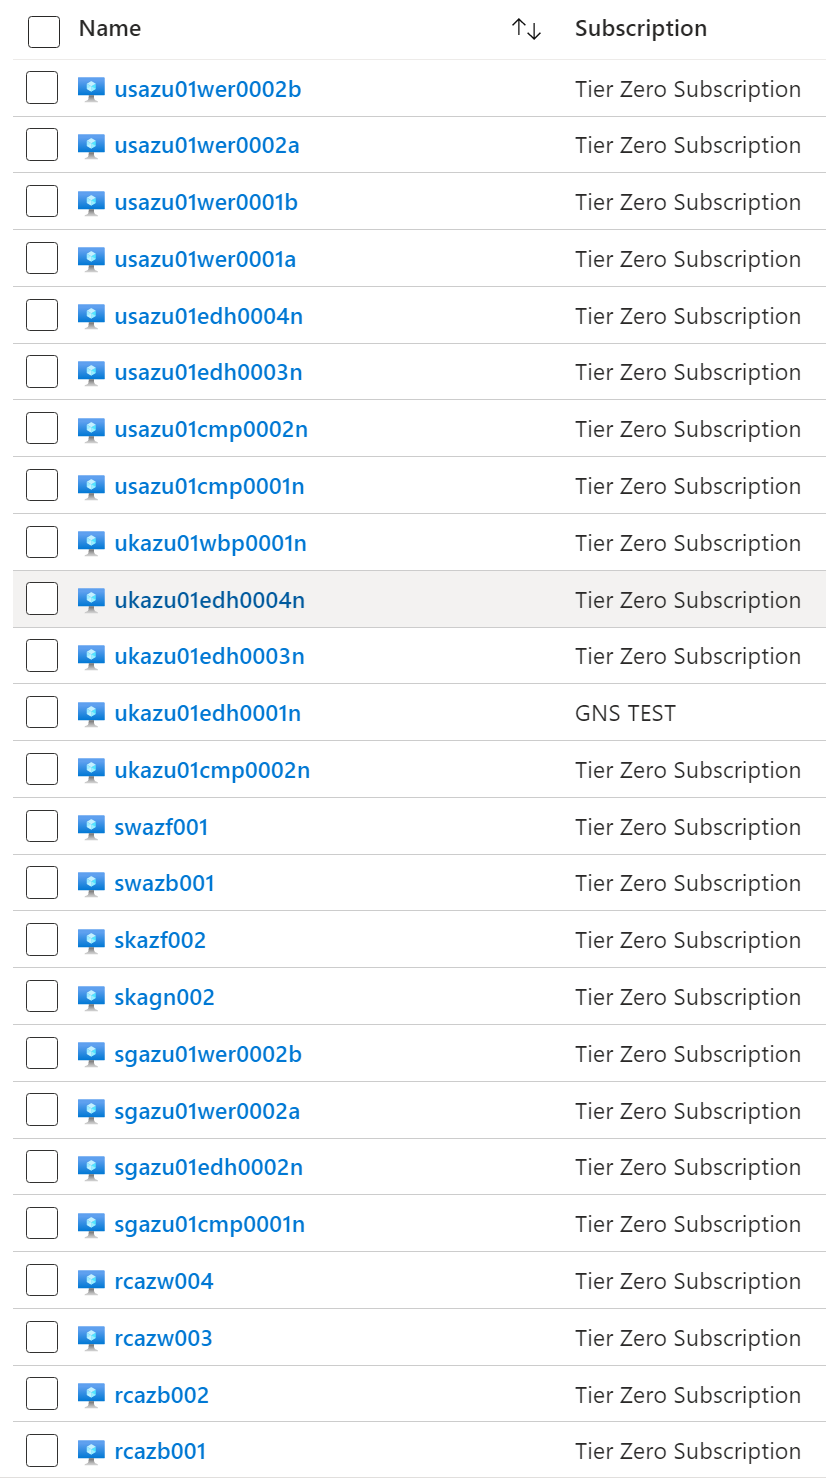 Name Subscription
usazu01wer0002b Tier Zero Subscription
usazu01wer0002a Tier Zero Subscription
usazu01wer0001b Tier Zero Subscription
usazu01wer0001a Tier Zero Subscription
usazu01edh0004n Tier Zero Subscription
usazu01edh0003n Tier Zero Subscription
usazu01cmp0002n Tier Zero Subscription
usazu01cmp0001n Tier Zero Subscription
ukazu01wbp0001n Tier Zero Subscription
ukazu01edh0004n Tier Zero Subscription
ukazu01edh0003n Tier Zero Subscription
ukazu01edh0001n GNS TEST
ukazu01cmp0002n Tier Zero Subscription
swazf001 Tier Zero Subscription
swazb001 Tier Zero Subscription
skazf002 Tier Zero Subscription
skagn002 Tier Zero Subscription
sgazu01wer0002b Tier Zero Subscription
sgazu01wer0002a Tier Zero Subscription
sgazu01edh0002n Tier Zero Subscription
sgazu01cmp0001n Tier Zero Subscription
rcazw004 Tier Zero Subscription
rcazw003 Tier Zero Subscription
rcazb002 Tier Zero Subscription
rcazb001 Tier Zero Subscription